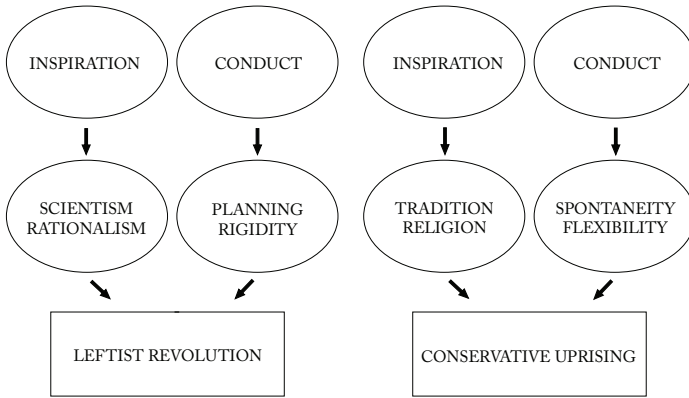 INSPIRATION
CONDUCT
INSPIRATION
CONDUCT
SCIENTISM
RATIONALISM
PLANNING
RIGIDITY
TRADITION
RELIGION
SPONTANEITY
FLEXIBILITY
LEFTIST REVOLUTION
CONSERVATIVE UPRISING